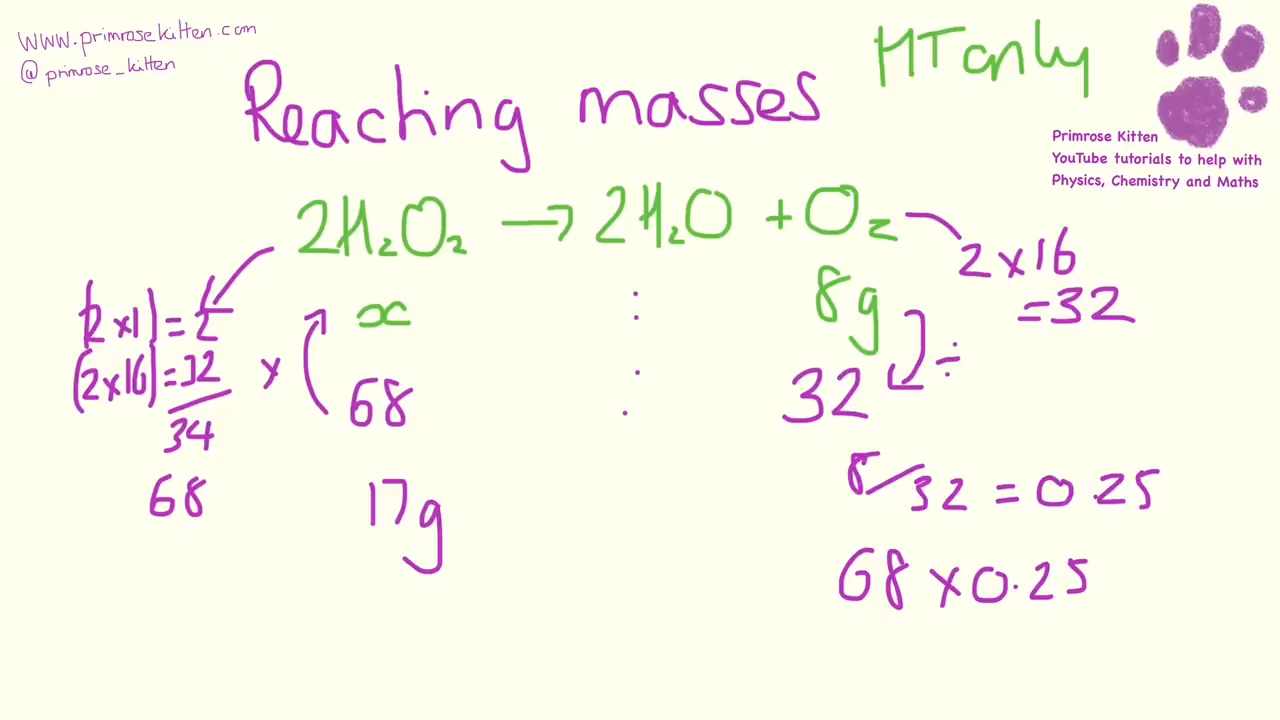 www.primrosekitten.com
@primrose_kitten
HT only
Reaching masses
Primrose Kitten
YouTube tutorials to help with
Physics, Chemistry and Maths
2H₂O₂ → 2H₂O + O₂
2 x 16
= 32
(2 x 1) = 2
(2 x 16) = 32
34
68
x : 8g
x 68 : 32 ÷
17g
8/32 = 0.25
68 x 0.25